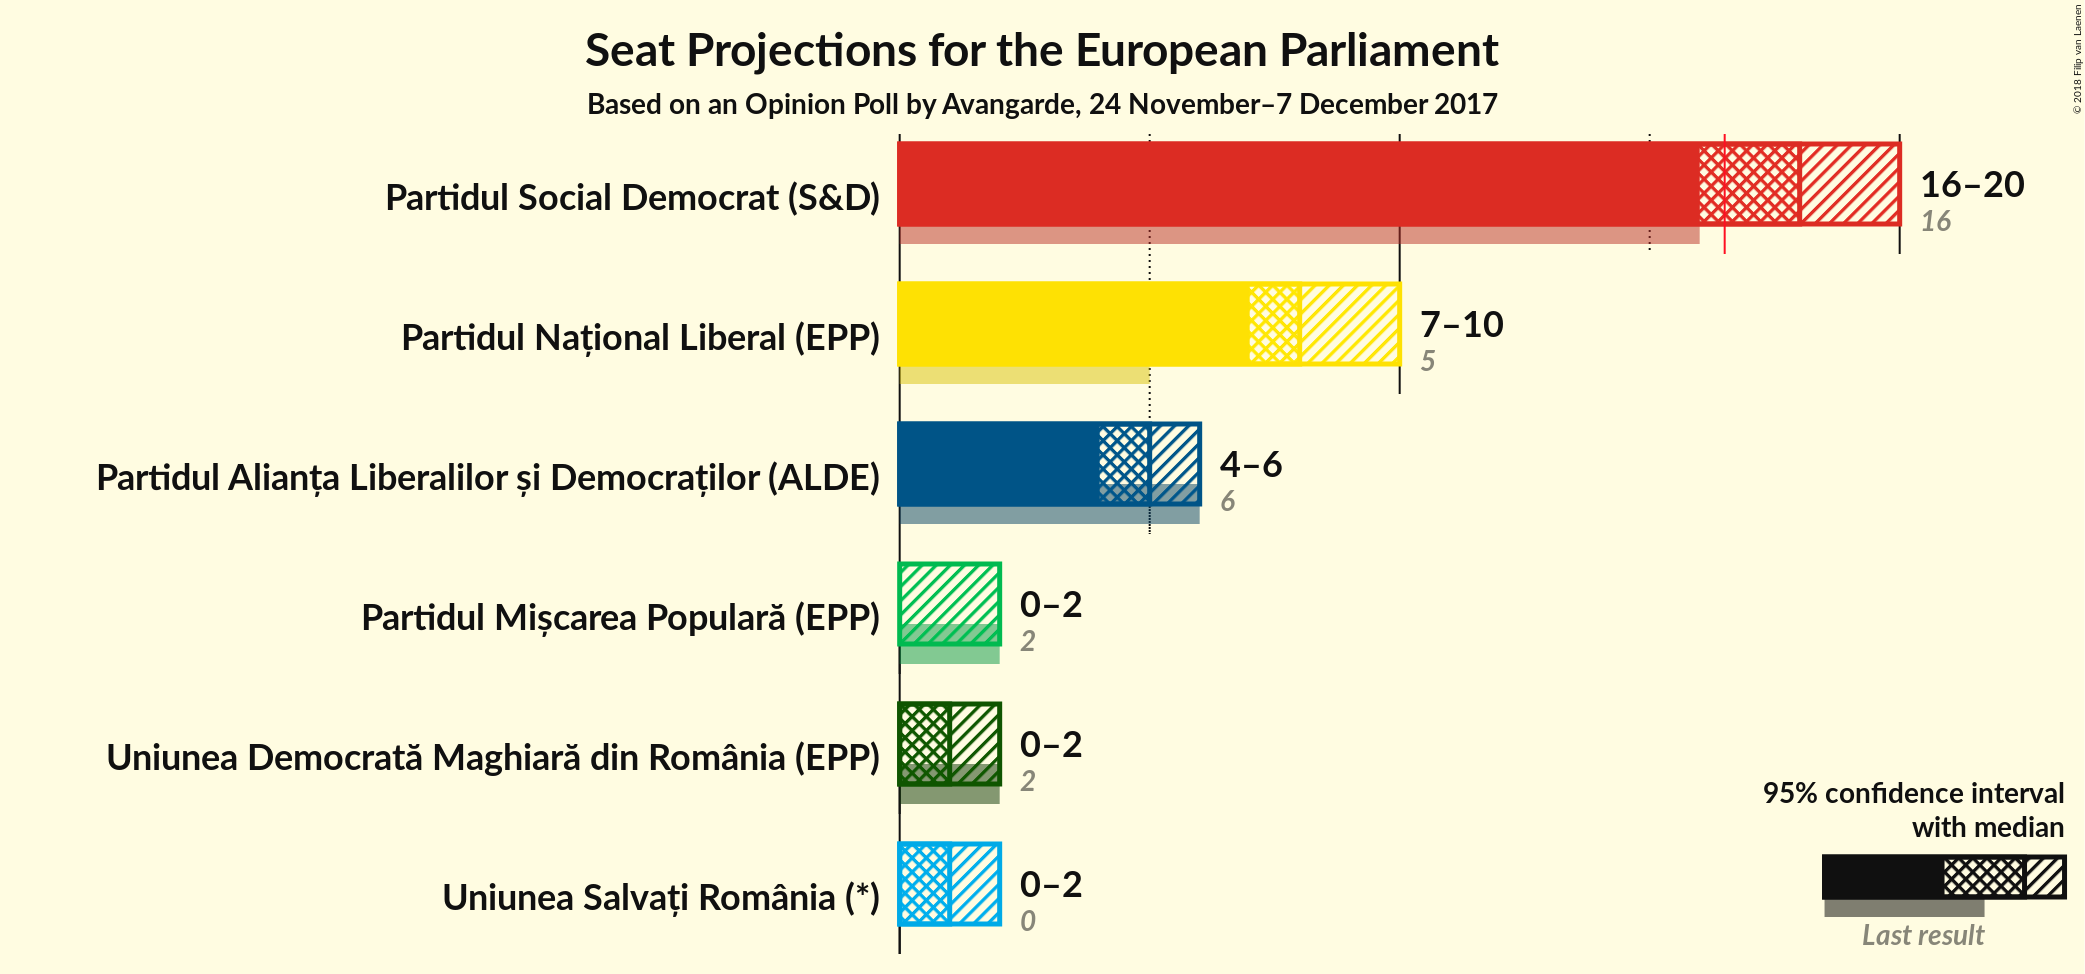 Seat Projections for the European Parliament
Based on an Opinion Poll by Avangarde, 24 November–7 December 2017
© 2018 Filip van Laenen
Partidul Social Democrat (S&D)
16–20
16
Partidul Național Liberal (EPP)
7–10
5
Partidul Alianța Liberalilor și Democraților (ALDE)
4–6
6
Partidul Mișcarea Populară (EPP)
0–2
2
Uniunea Democrată Maghiară din România (EPP)
0–2
2
Uniunea Salvați România (*)
0–2
0
95% confidence interval
with median
Last result